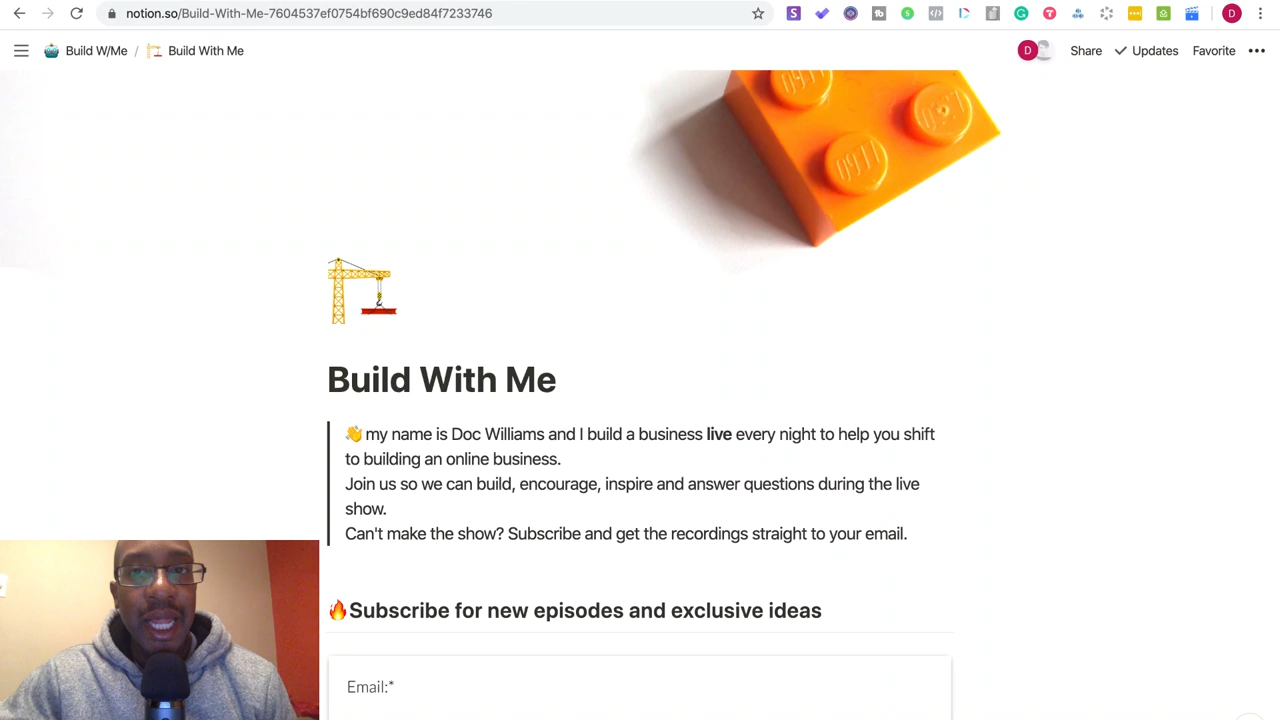 notion.so/Build-With-Me-7604537ef0754bf690c9ed84f7233746
D
Build W/Me / Build With Me
D
Share
Updates
Favorite
Build With Me
my name is Doc Williams and I build a business live every night to help you shift
to building an online business.
Join us so we can build, encourage, inspire and answer questions during the live
show.
Can't make the show? Subscribe and get the recordings straight to your email.
Subscribe for new episodes and exclusive ideas
Email:*